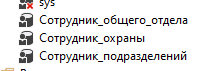 sys
Сотрудник_общего_отдела
Сотрудник_охраны
Сотрудник_подразделений